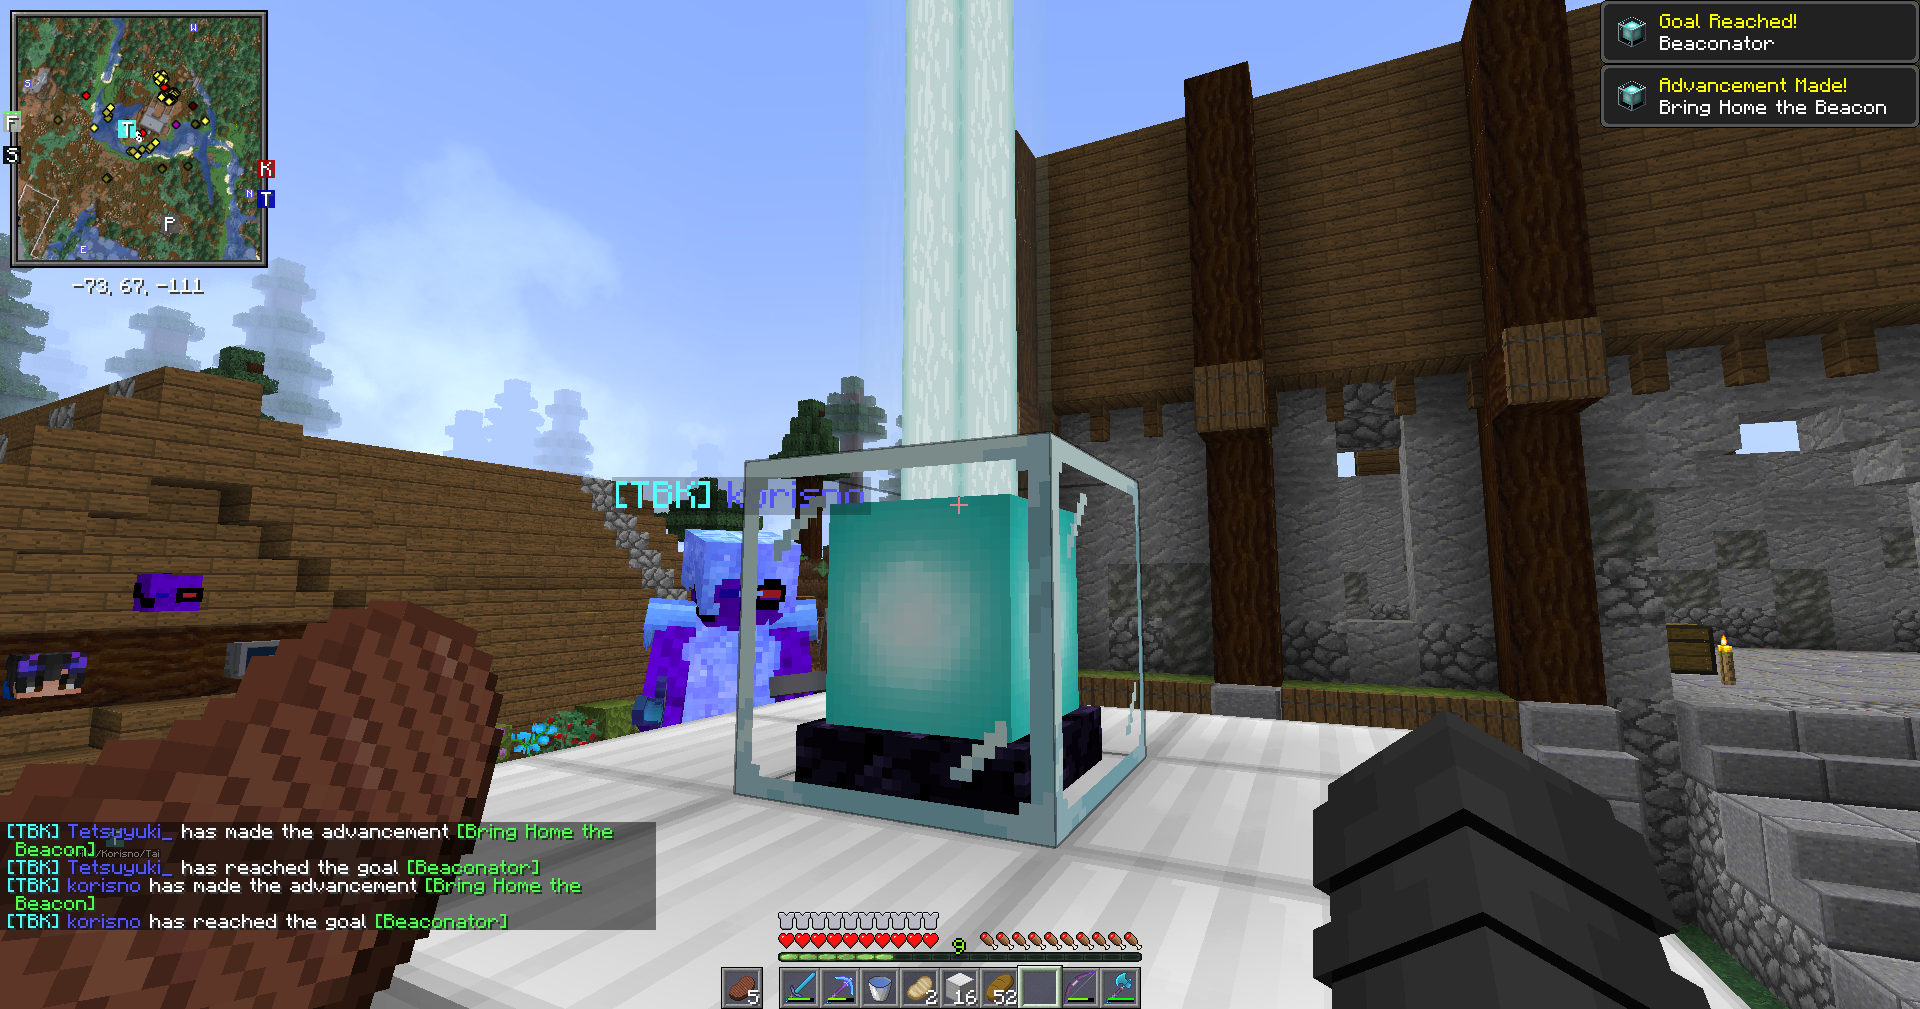 W
S
F
T
S
K
N
T
P
E
-73, 67, -111
Goal Reached!
Beaconator
Advancement Made!
Bring Home the Beacon
[TBK] korisno
[TBK] Tetsuyuki_ has made the advancement [Bring Home the
Beacon]
/Korisno/Tai
[TBK] Tetsuyuki_ has reached the goal [Beaconator]
[TBK] korisno has made the advancement [Bring Home the
Beacon]
[TBK] korisno has reached the goal [Beaconator]
9
5
2
16
52